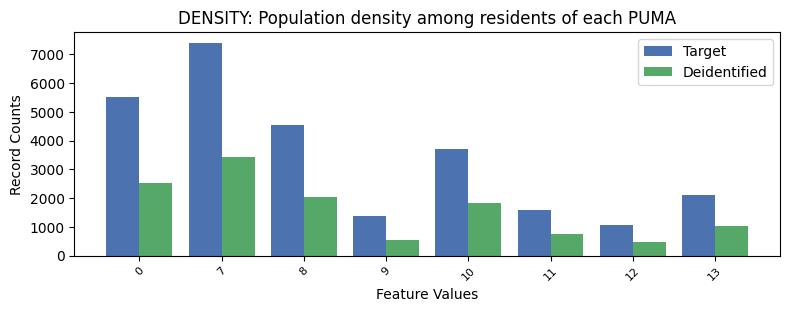 DENSITY: Population density among residents of each PUMA
Target
Deidentified
Record Counts
7000
6000
5000
4000
3000
2000
1000
0
0 7 8 9 10 11 12 13
Feature Values